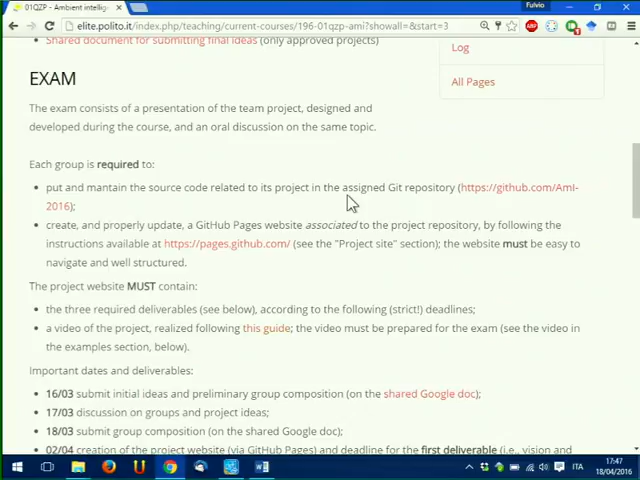 01QZP - Ambient intellig
Fulvio
elite.polito.it/index.php/teaching/current-courses/196-01qzp-ami?showall=&start=3
Shared document for submitting final ideas (only approved projects)
Log
All Pages
EXAM
The exam consists of a presentation of the team project, designed and
developed during the course, and an oral discussion on the same topic.
Each group is required to:
put and mantain the source code related to its project in the assigned Git repository (https://github.com/AmI-
2016);
create, and properly update, a GitHub Pages website associated to the project repository, by following the
instructions available at https://pages.github.com/ (see the "Project site" section); the website must be easy to
navigate and well structured.
The project website MUST contain:
the three required deliverables (see below), according to the following (strict!) deadlines;
a video of the project, realized following this guide; the video must be prepared for the exam (see the video in
the examples section, below).
Important dates and deliverables:
16/03 submit initial ideas and preliminary group composition (on the shared Google doc);
17/03 discussion on groups and project ideas;
18/03 submit group composition (on the shared Google doc);
02/04 creation of the project website (via GitHub Pages) and deadline for the first deliverable (i.e., vision and
ITA
17:47
18/04/2016